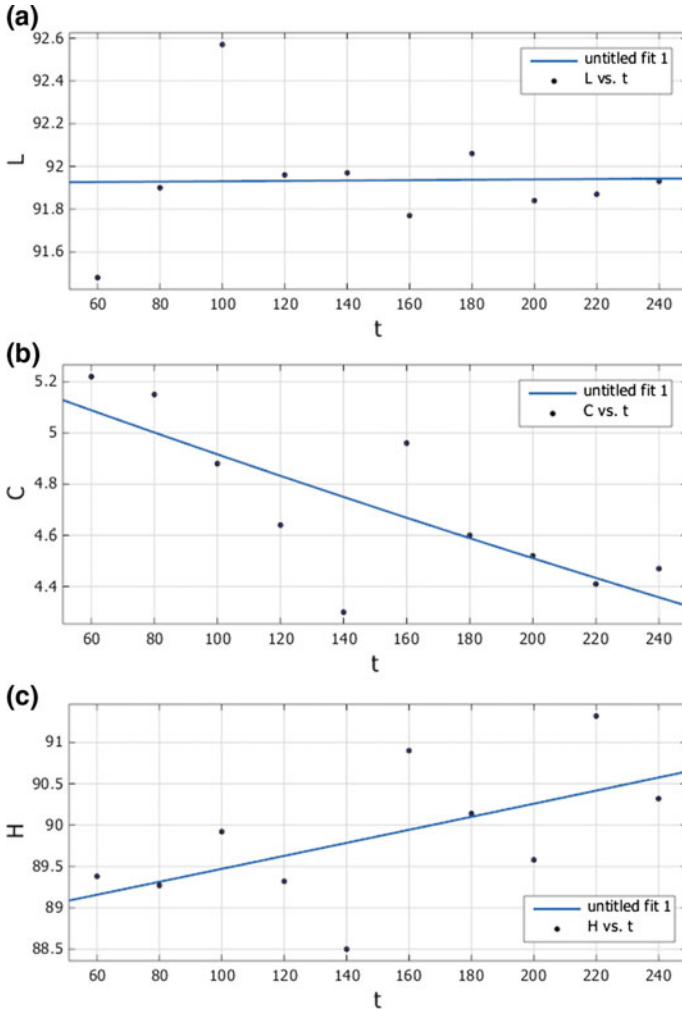 (a)
92.6
92.4
92.2
92
91.8
91.6
L
untitled fit 1
L vs. t
60 80 100 120 140 160 180 200 220 240
t
(b)
5.2
5
4.8
4.6
4.4
C
untitled fit 1
C vs. t
60 80 100 120 140 160 180 200 220 240
t
(c)
91
90.5
90
89.5
89
88.5
H
untitled fit 1
H vs. t
60 80 100 120 140 160 180 200 220 240
t